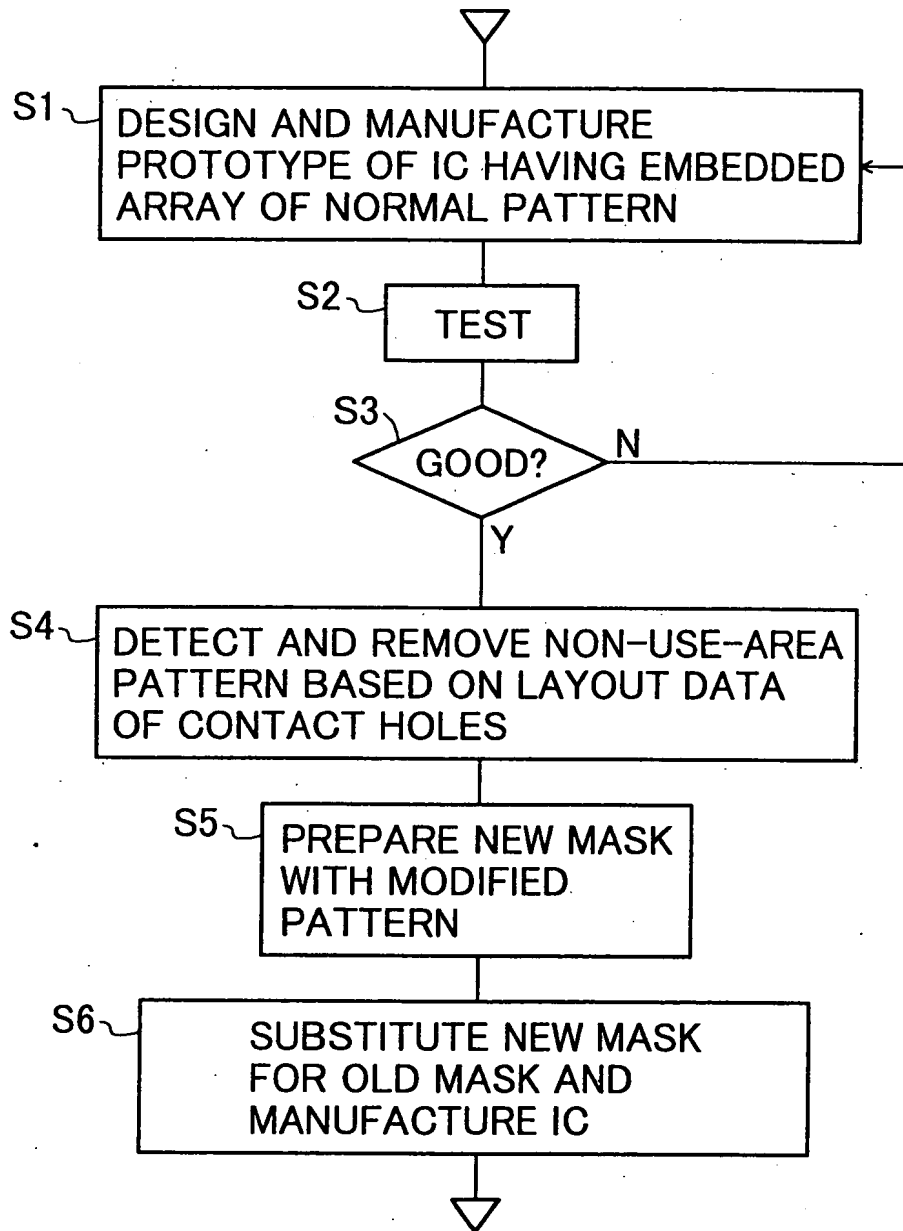 S1
DESIGN AND MANUFACTURE
PROTOTYPE OF IC HAVING EMBEDDED
ARRAY OF NORMAL PATTERN
S2
TEST
S3
GOOD?
N
Y
S4
DETECT AND REMOVE NON-USE-AREA
PATTERN BASED ON LAYOUT DATA
OF CONTACT HOLES
S5
PREPARE NEW MASK
WITH MODIFIED
PATTERN
S6
SUBSTITUTE NEW MASK
FOR OLD MASK AND
MANUFACTURE IC